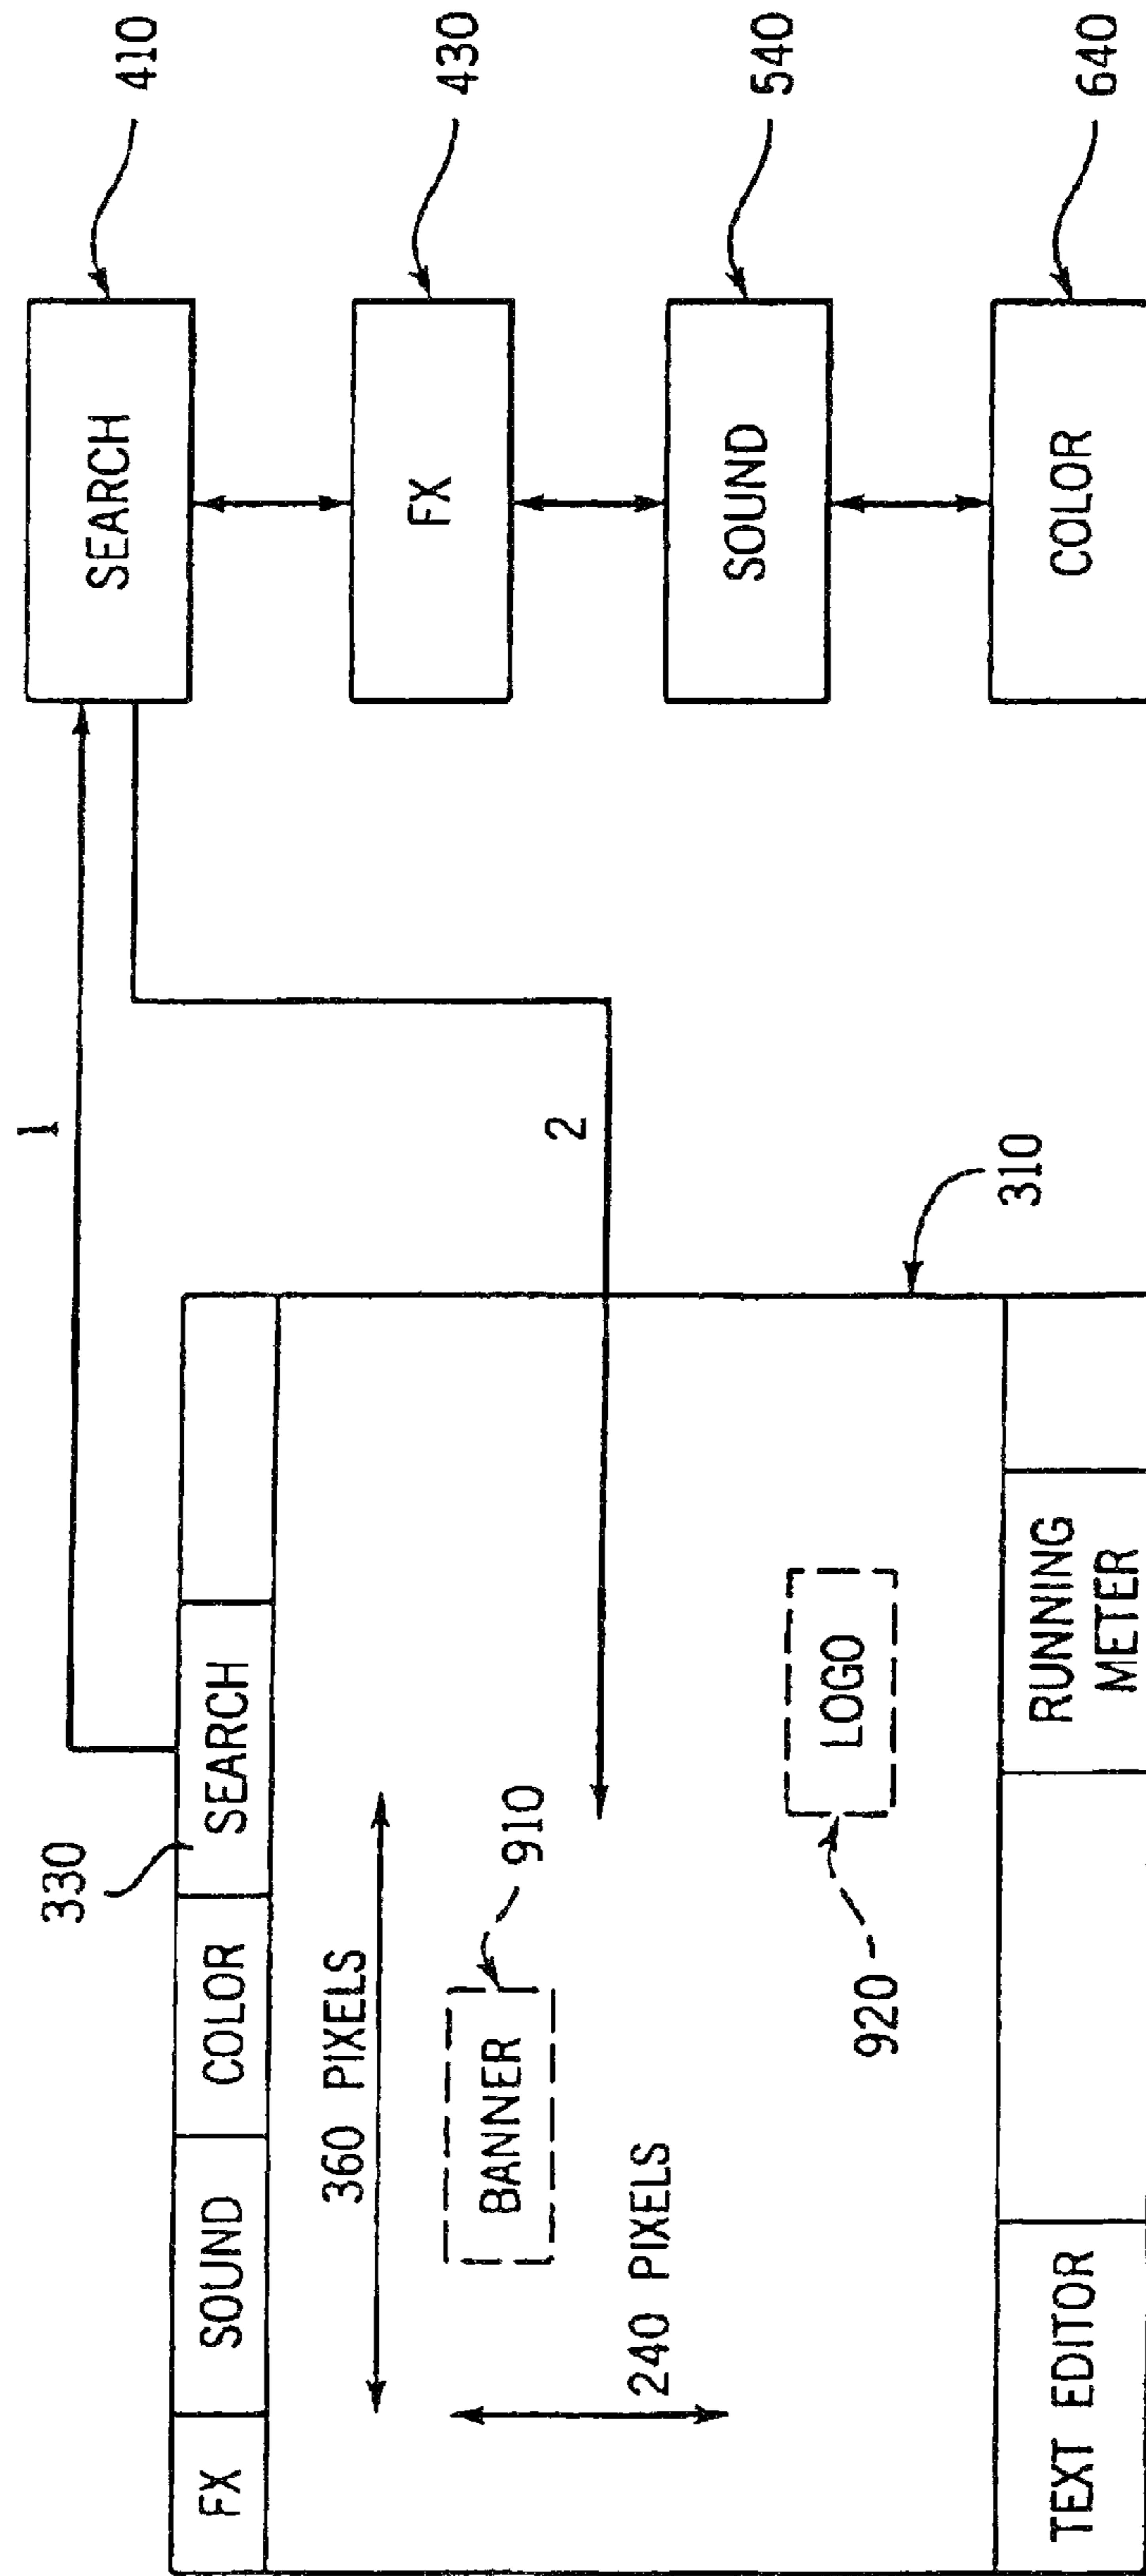 1
330
FX
SOUND
COLOR
SEARCH
360 PIXELS
BANNER
910
240 PIXELS
2
LOGO
920
310
TEXT EDITOR
RUNNING
METER
SEARCH
410
FX
430
SOUND
540
COLOR
640